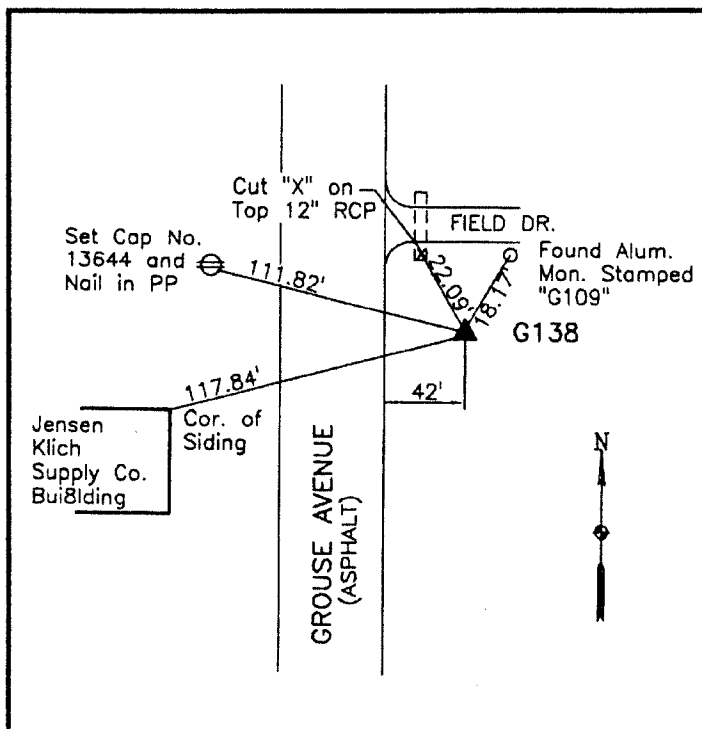 Cut "X" on
Top 12" RCP
FIELD DR.
Set Cap No.
13644 and
Nail in PP
111.82'
22.09'
18.17'
Found Alum.
Mon. Stamped
"G109"
G138
117.84'
42'
Jensen
Klich
Supply Co.
Bui8lding
Cor. of
Siding
GROUSE AVENUE
(ASPHALT)
N